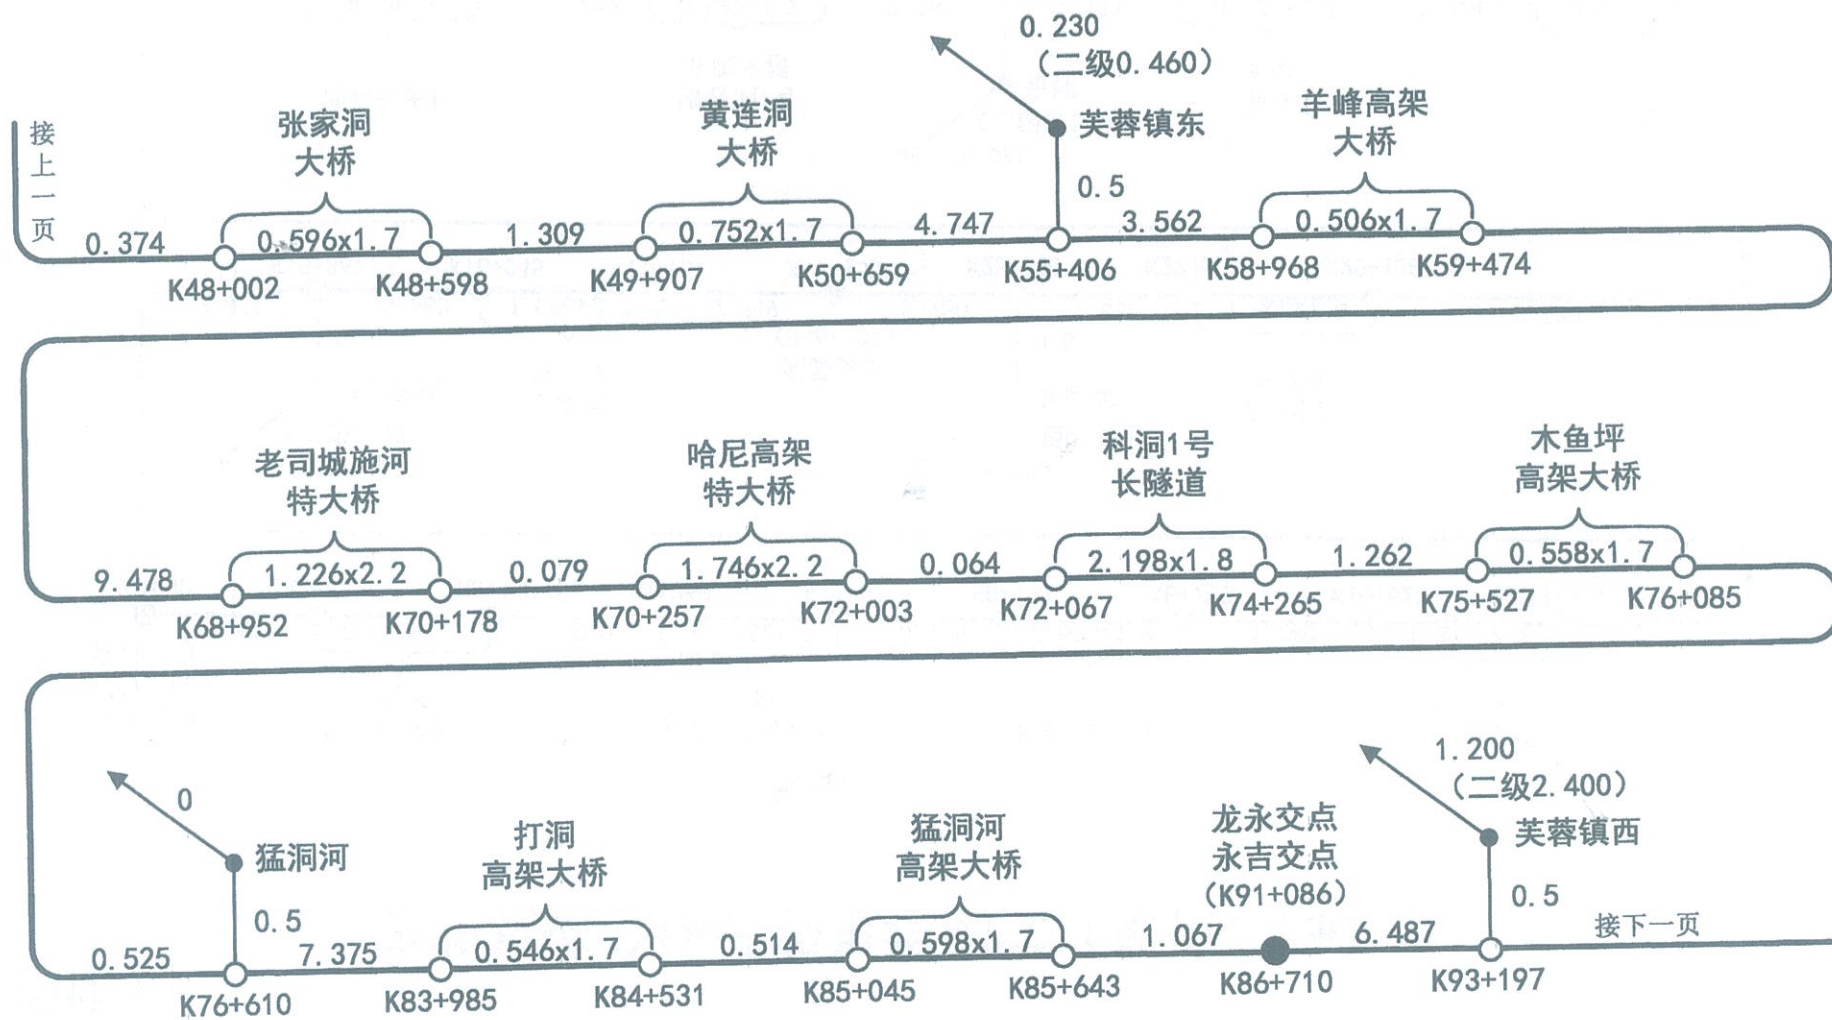 接上一页
0.374
张家洞
大桥
0.596x1.7
K48+002
K48+598
1.309
黄连洞
大桥
0.752x1.7
K49+907
K50+659
4.747
0.230
(二级0.460)
芙蓉镇东
0.5
K55+406
3.562
羊峰高架
大桥
0.506x1.7
K58+968
K59+474
9.478
老司城施河
特大桥
1.226x2.2
K68+952
K70+178
0.079
哈尼高架
特大桥
1.746x2.2
K70+257
K72+003
0.064
科洞1号
长隧道
2.198x1.8
K72+067
K74+265
1.262
木鱼坪
高架大桥
0.558x1.7
K75+527
K76+085
0.525
0
猛洞河
0.5
K76+610
7.375
打洞
高架大桥
0.546x1.7
K83+985
K84+531
0.514
猛洞河
高架大桥
0.598x1.7
K85+045
K85+643
1.067
龙永交点
永吉交点
(K91+086)
K86+710
6.487
1.200
(二级2.400)
芙蓉镇西
0.5
K93+197
接下一页